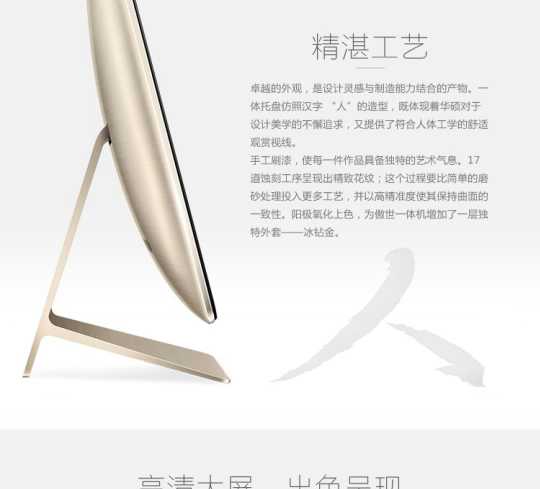 精湛工艺
卓越的外观，是设计灵感与制造能力结合的产物。一
体托盘仿照汉字 “人”的造型，既体现着华硕对于
设计美学的不懈追求，又提供了符合人体工学的舒适
观赏视线。
手工刷漆，使每一件作品具备独特的艺术气息。17
道蚀刻工序呈现出精致花纹；这个过程要比简单的磨
砂处理投入更多工艺，并以高精准度使其保持曲面的
一致性。阳极氧化上色，为傲世一体机增加了一层独
特外套——冰钻金。
人
高清大屏 出色呈现